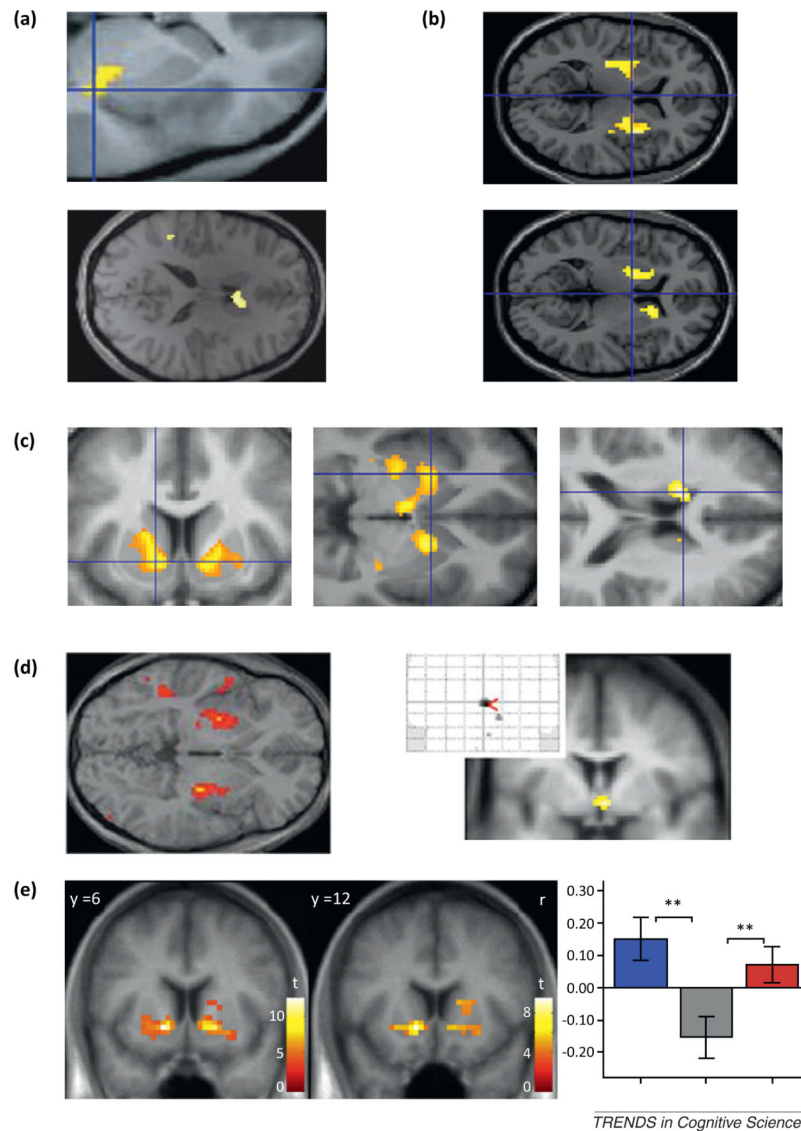 (a)
(b)
(c)
(d)
(e)
y =6
t
10
5
0
y =12
r
t
8
4
0
0.30
0.20
0.10
0.00
-0.10
-0.20
**
**
TRENDS in Cognitive Science